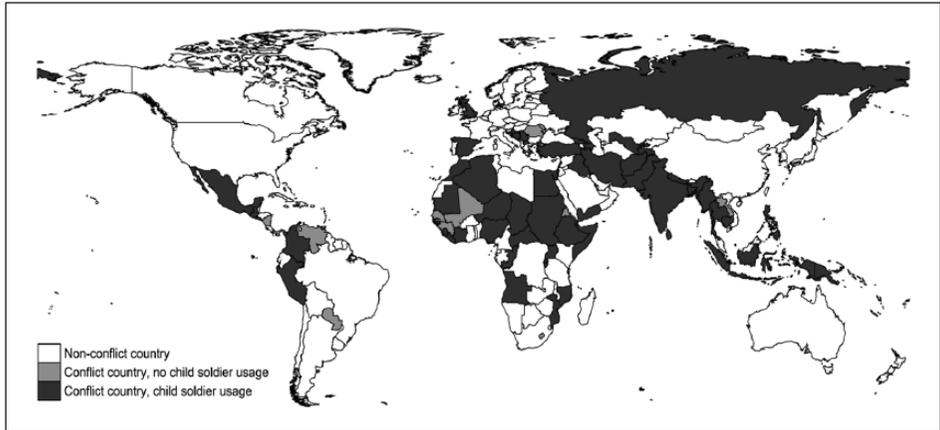 Non-conflict country
Conflict country, no child soldier usage
Conflict country, child soldier usage